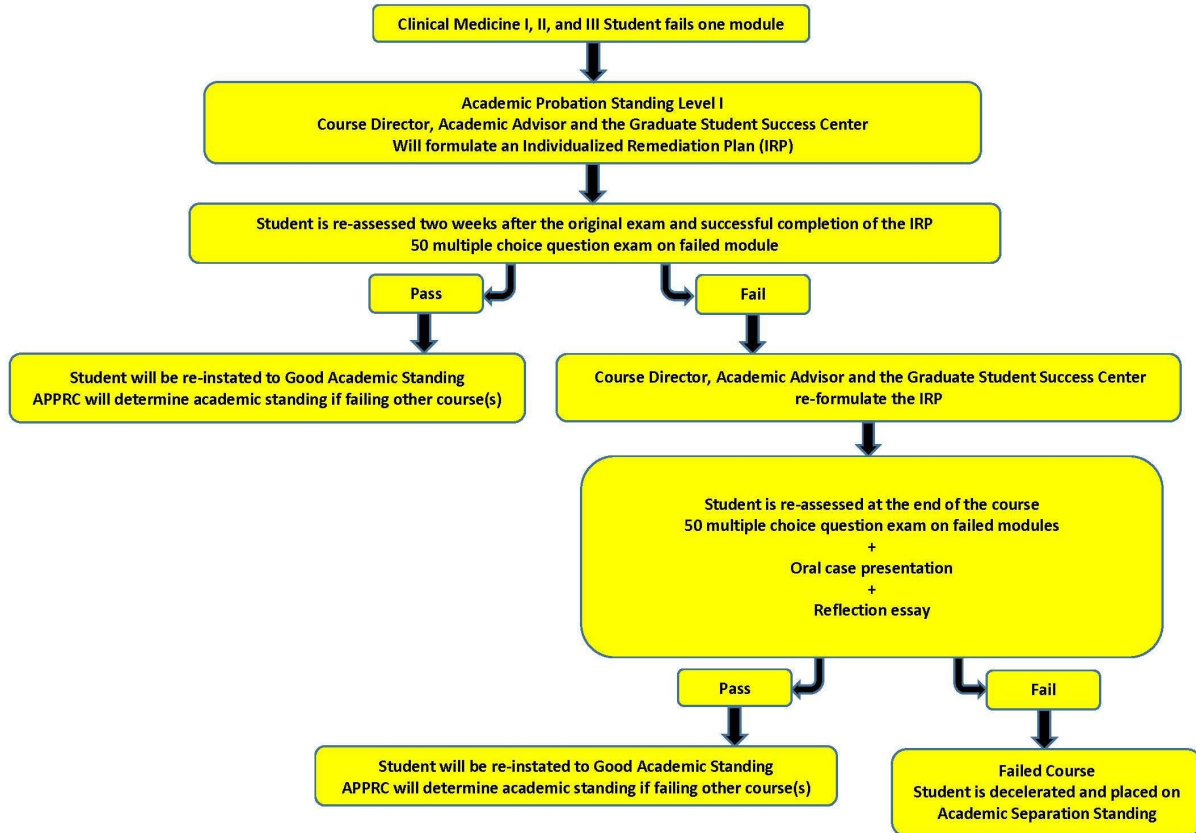 Clinical Medicine I, II, and III Student fails one module
Academic Probation Standing Level I
Course Director, Academic Advisor and the Graduate Student Success Center
Will formulate an Individualized Remediation Plan (IRP)
Student is re-assessed two weeks after the original exam and successful completion of the IRP
50 multiple choice question exam on failed module
Pass
Fail
Student will be re-instated to Good Academic Standing
APPRC will determine academic standing if failing other course(s)
Course Director, Academic Advisor and the Graduate Student Success Center
re-formulate the IRP
Student is re-assessed at the end of the course
50 multiple choice question exam on failed modules
+
Oral case presentation
+
Reflection essay
Pass
Fail
Student will be re-instated to Good Academic Standing
APPRC will determine academic standing if failing other course(s)
Failed Course
Student is decelerated and placed on
Academic Separation Standing